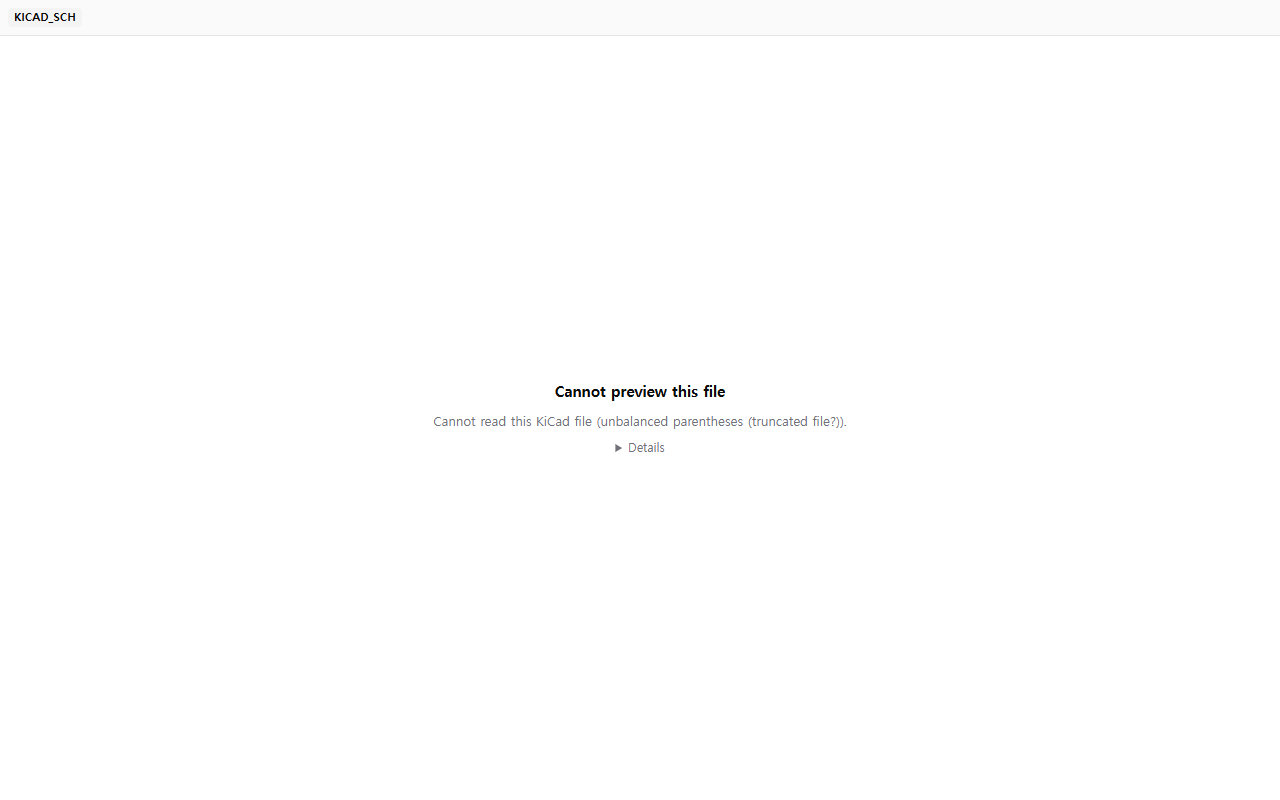 KICAD_SCH
Cannot preview this file
Cannot read this KiCad file (unbalanced parentheses (truncated file?)).
▶ Details